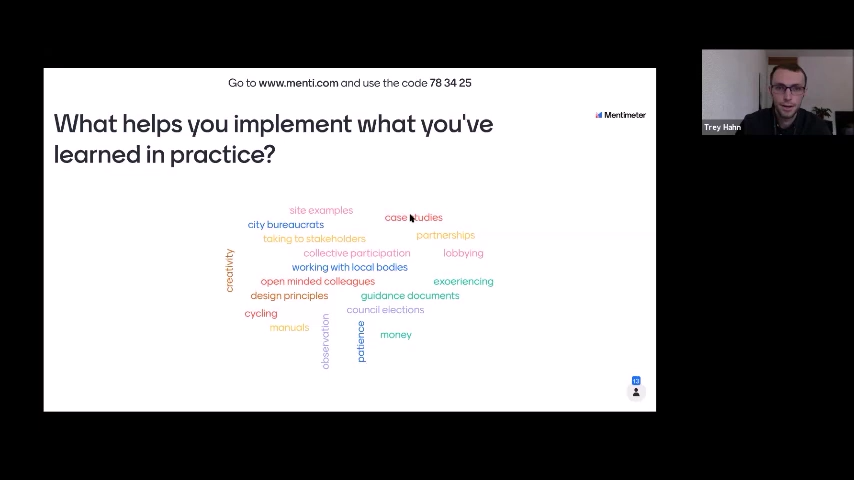 Go to www.menti.com and use the code 78 34 25
What helps you implement what you've
learned in practice?
Mentimeter
Trey Hahn
site examples
case studies
city bureaucrats
taking to stakeholders
partnerships
creativity
collective participation
lobbying
working with local bodies
open minded colleagues
exoeriencing
design principles
guidance documents
cycling
observation
council elections
manuals
patience
money
13